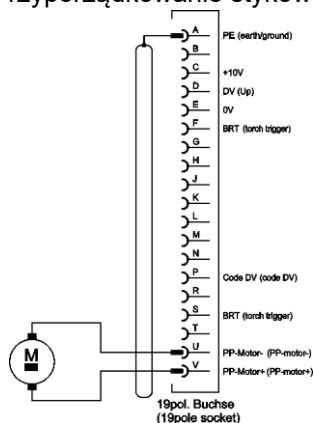 rzyporządkowanie styków
A PE (earth/ground)
B
C +10V
D DV (Up)
E 0V
F BRT (torch trigger)
G
H
J
K
L
M
N
P Code DV (code DV)
R
S BRT (torch trigger)
T
U PP-Motor- (PP-motor-)
V PP-Motor+ (PP-motor+)
M
19pol. Buchse
(19pole socket)